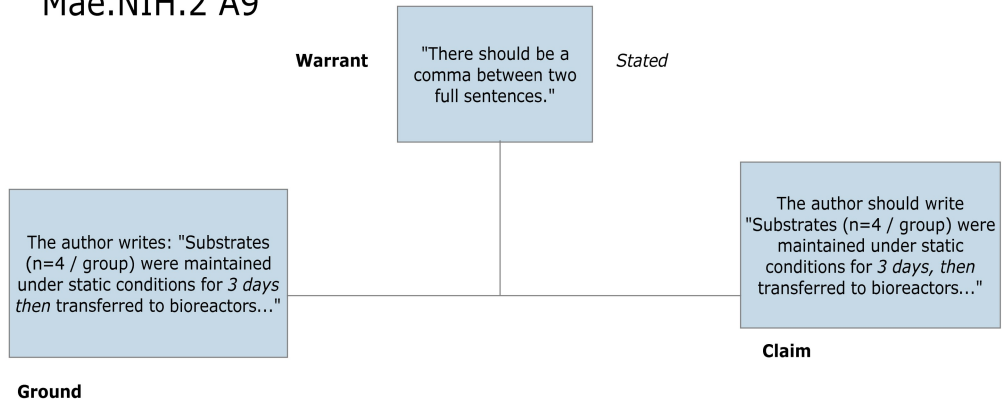 Mae.NIH.2 A9
Warrant
"There should be a
comma between two
full sentences."
Stated
The author writes: "Substrates
(n=4 / group) were maintained
under static conditions for 3 days
then transferred to bioreactors..."
Ground
The author should write
"Substrates (n=4 / group) were
maintained under static
conditions for 3 days, then
transferred to bioreactors..."
Claim